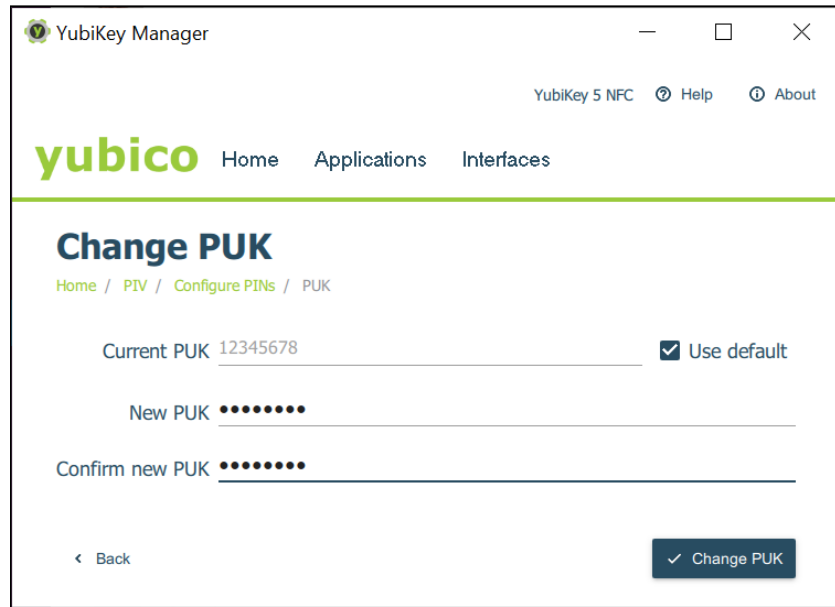 YubiKey Manager
YubiKey 5 NFC Help About
yubico Home Applications Interfaces
Change PUK
Home / PIV / Configure PINs / PUK
Current PUK 12345678 Use default
New PUK ••••••••
Confirm new PUK ••••••••
Back Change PUK